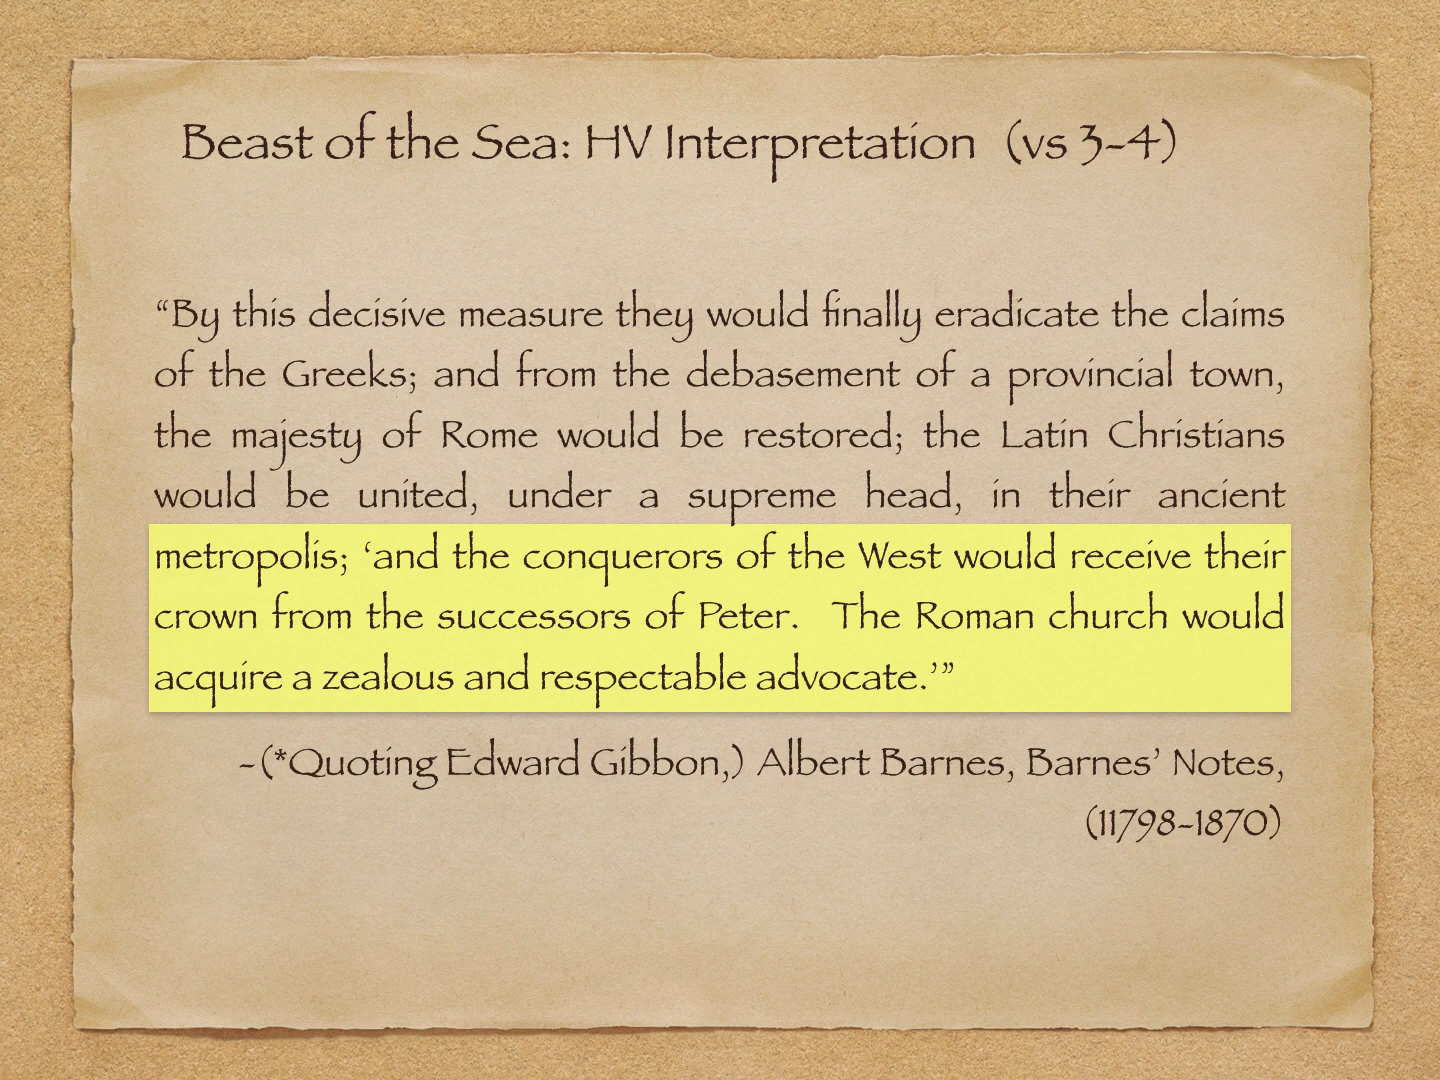 Beast of the Sea: HV Interpretation (vs 3-4)
“By this decisive measure they would finally eradicate the claims
of the Greeks; and from the debasement of a provincial town,
the majesty of Rome would be restored; the Latin Christians
would be united, under a supreme head, in their ancient
metropolis; ‘and the conquerors of the West would receive their
crown from the successors of Peter. The Roman church would
acquire a zealous and respectable advocate.’”
-(*Quoting Edward Gibbon,) Albert Barnes, Barnes’ Notes,
(11798-1870)